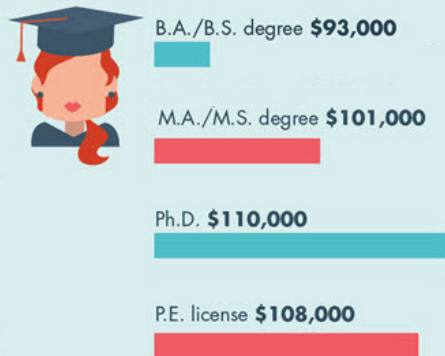 B.A./B.S. degree $93,000
M.A./M.S. degree $101,000
Ph.D. $110,000
P.E. license $108,000